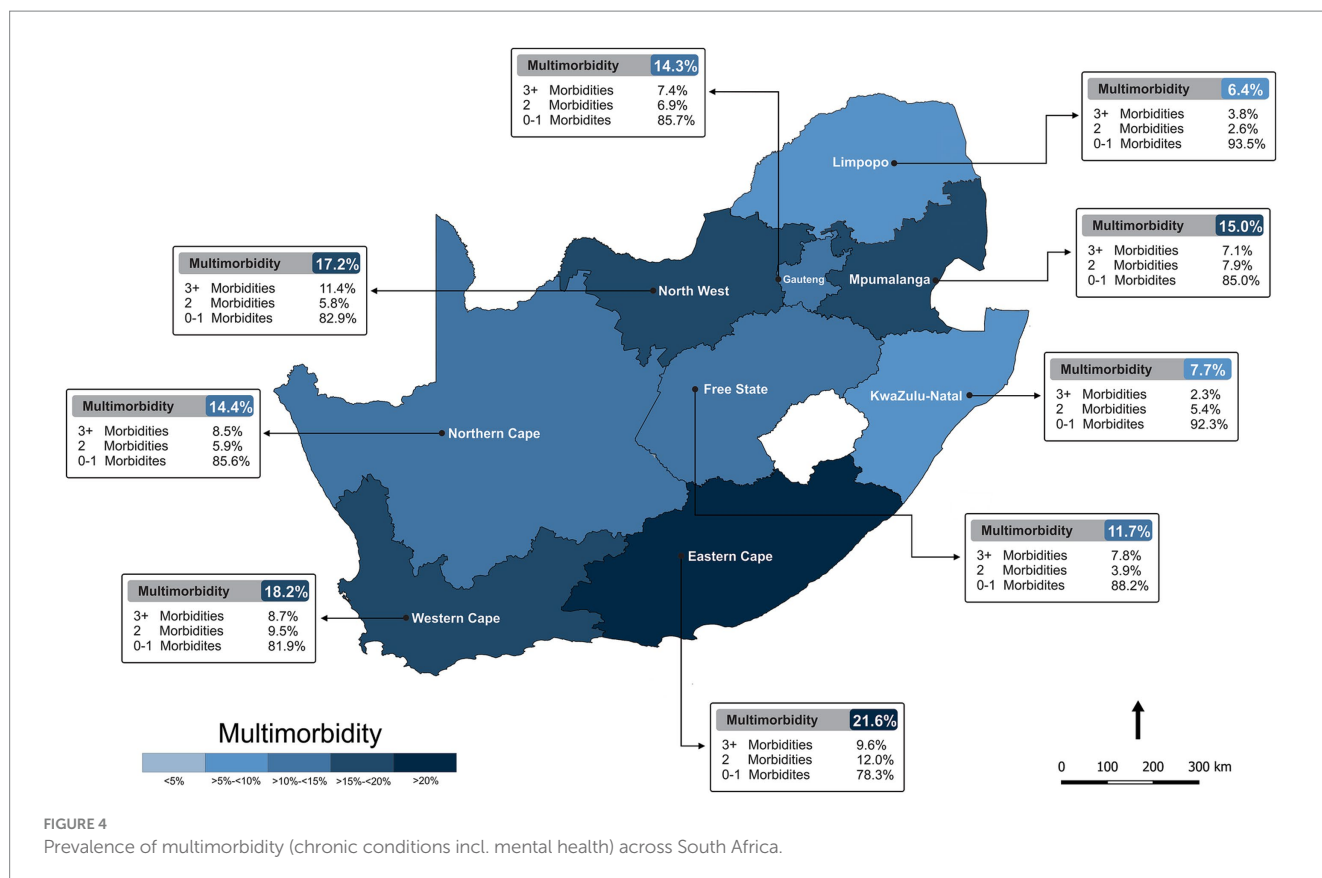 Multimorbidity 14.3%
3+ Morbidities 7.4%
2 Morbidities 6.9%
0-1 Morbidites 85.7%
Multimorbidity 6.4%
3+ Morbidities 3.8%
2 Morbidities 2.6%
0-1 Morbidites 93.5%
Limpopo
Multimorbidity 15.0%
3+ Morbidities 7.1%
2 Morbidities 7.9%
0-1 Morbidites 85.0%
Multimorbidity 17.2%
3+ Morbidities 11.4%
2 Morbidities 5.8%
0-1 Morbidites 82.9%
North West
Gauteng
Mpumalanga
Multimorbidity 7.7%
3+ Morbidities 2.3%
2 Morbidities 5.4%
0-1 Morbidites 92.3%
Free State
KwaZulu-Natal
Multimorbidity 14.4%
3+ Morbidities 8.5%
2 Morbidities 5.9%
0-1 Morbidites 85.6%
Northern Cape
Multimorbidity 11.7%
3+ Morbidities 7.8%
2 Morbidities 3.9%
0-1 Morbidites 88.2%
Eastern Cape
Multimorbidity 18.2%
3+ Morbidities 8.7%
2 Morbidities 9.5%
0-1 Morbidites 81.9%
Western Cape
Multimorbidity 21.6%
3+ Morbidities 9.6%
2 Morbidities 12.0%
0-1 Morbidites 78.3%
Multimorbidity
<5% >5%-<10% >10%-<15% >15%-<20% >20%
0 100 200 300 km
FIGURE 4
Prevalence of multimorbidity (chronic conditions incl. mental health) across South Africa.